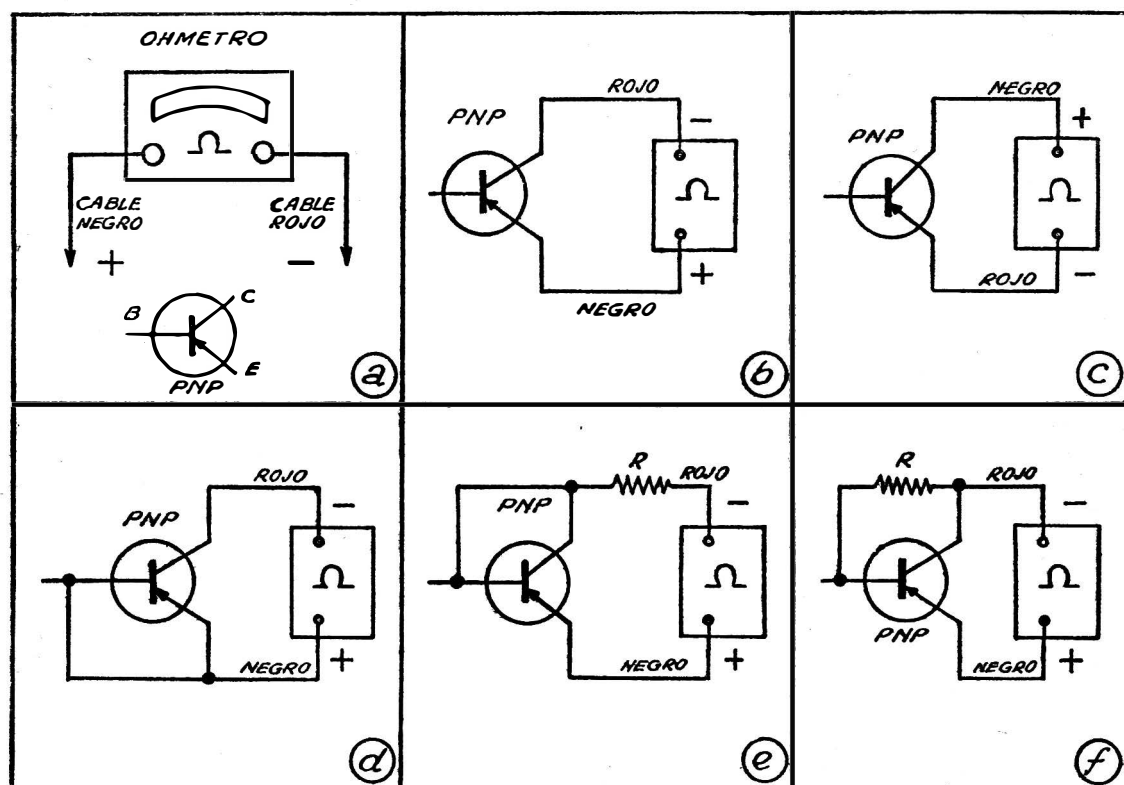 OHMETRO
Ω
CABLE
NEGRO
CABLE
ROJO
+
-
B
C
E
PNP
a
ROJO
PNP
-
Ω
+
NEGRO
b
NEGRO
+
PNP
Ω
ROJO
-
c
ROJO
-
PNP
Ω
NEGRO
+
d
R
ROJO
PNP
-
Ω
NEGRO
+
e
R
ROJO
-
Ω
PNP
NEGRO
+
f